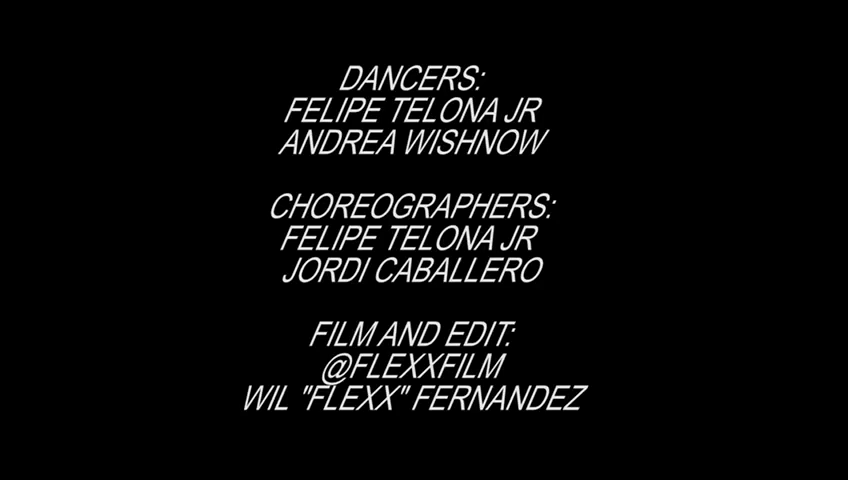 DANCERS:
FELIPE TELONA JR
ANDREA WISHNOW
CHOREOGRAPHERS:
FELIPE TELONA JR
JORDI CABALLERO
FILM AND EDIT:
@FLEXXFILM
WIL "FLEXX" FERNANDEZ